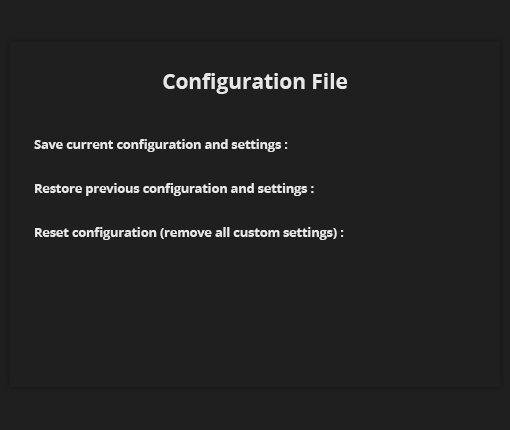 Configuration File
Save current configuration and settings :
Restore previous configuration and settings :
Reset configuration (remove all custom settings) :